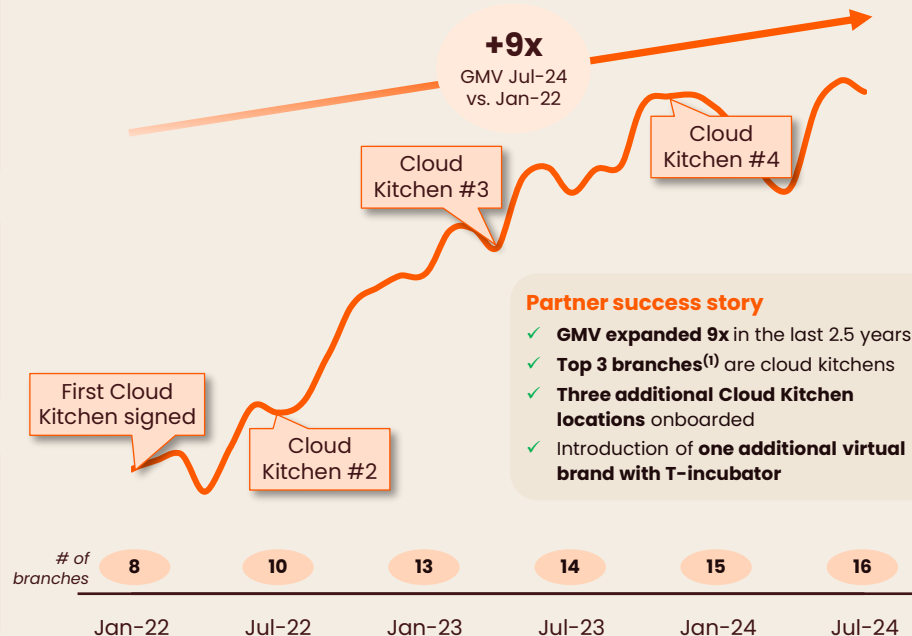 +9x
GMV Jul-24
vs. Jan-22
Cloud
Kitchen #4
Cloud
Kitchen #3
Partner success story
✓ GMV expanded 9x in the last 2.5 years
✓ Top 3 branches(1) are cloud kitchens
✓ Three additional Cloud Kitchen
locations onboarded
✓ Introduction of one additional virtual
brand with T-incubator
First Cloud
Kitchen signed
Cloud
Kitchen #2
# of
branches
8 10 13 14 15 16
Jan-22 Jul-22 Jan-23 Jul-23 Jan-24 Jul-24